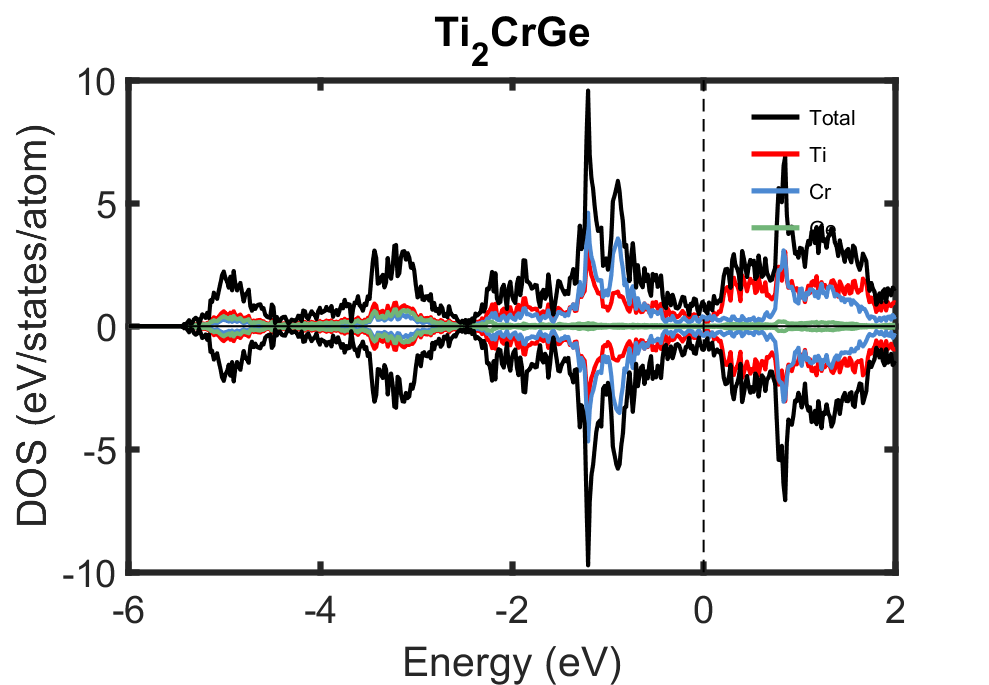 Ti2CrGe
10
5
0
-5
-10
DOS (eV/states/atom)
Total
Ti
Cr
Ge
-6
-4
-2
0
2
Energy (eV)